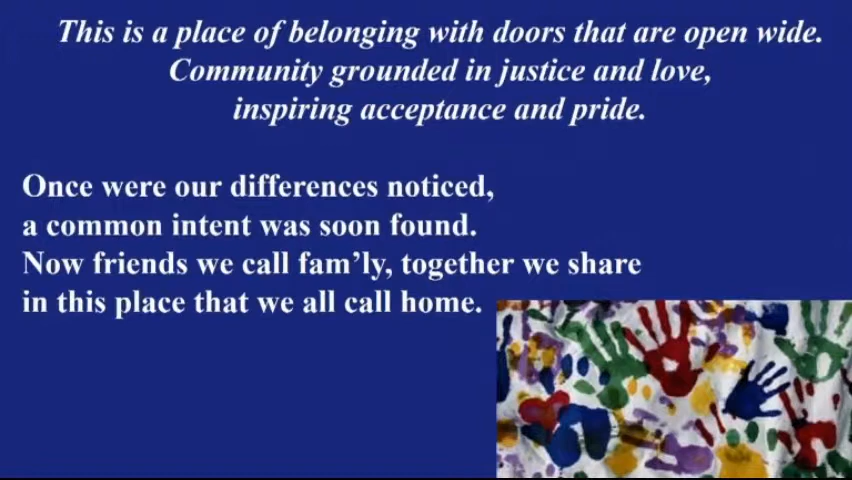 This is a place of belonging with doors that are open wide.
Community grounded in justice and love,
inspiring acceptance and pride.
Once were our differences noticed,
a common intent was soon found.
Now friends we call fam’ly, together we share
in this place that we all call home.